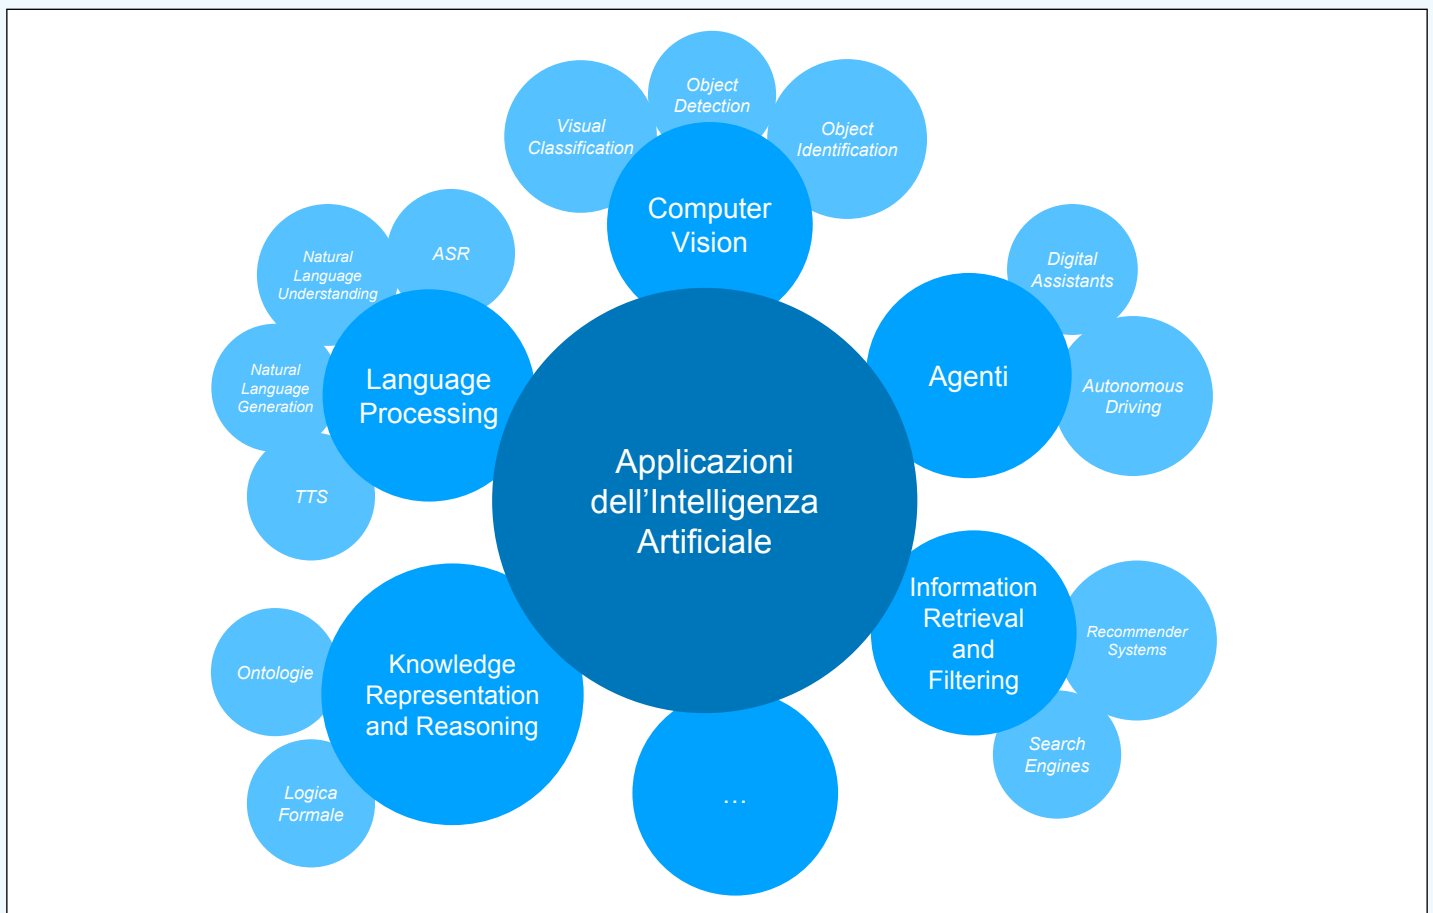 Object
Detection
Visual
Classification
Object
Identification
Computer
Vision
Natural
Language
Understanding
ASR
Digital
Assistants
Natural
Language
Generation
Language
Processing
Agenti
Autonomous
Driving
TTS
Applicazioni
dell’Intelligenza
Artificiale
Information
Retrieval
and
Filtering
Recommender
Systems
Ontologie
Knowledge
Representation
and Reasoning
Search
Engines
Logica
Formale
…